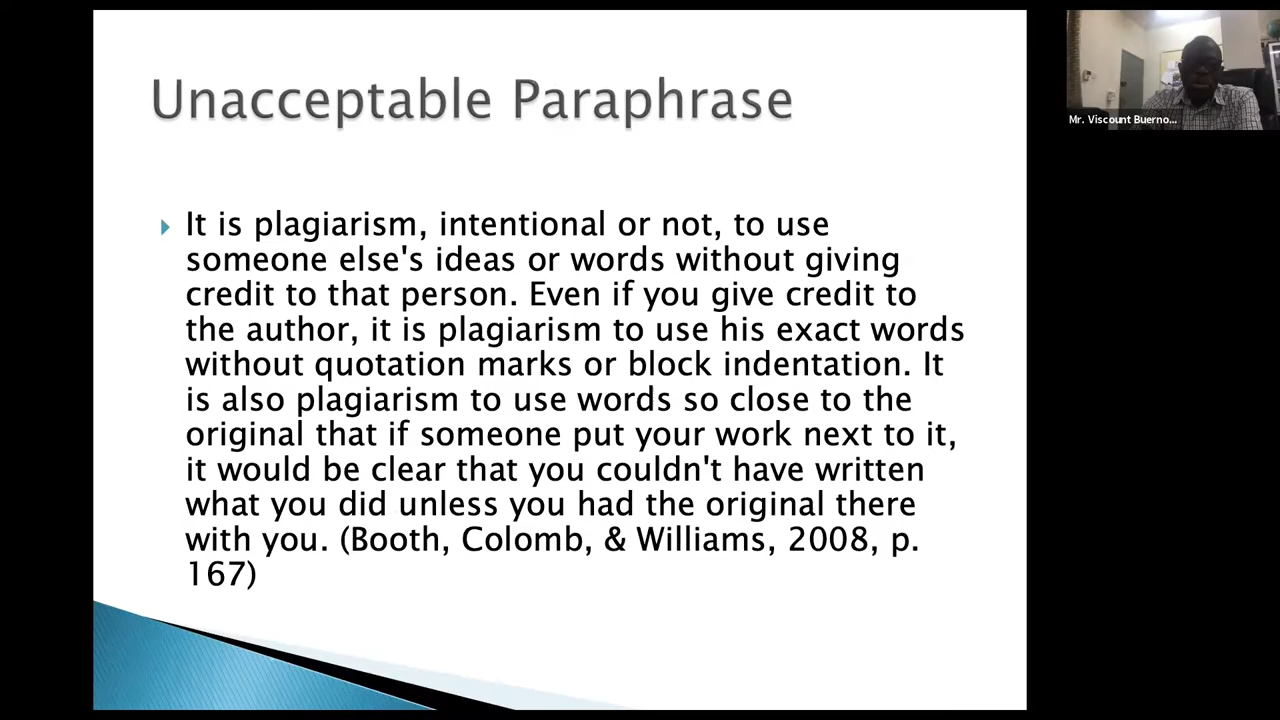 Unacceptable Paraphrase
It is plagiarism, intentional or not, to use
someone else's ideas or words without giving
credit to that person. Even if you give credit to
the author, it is plagiarism to use his exact words
without quotation marks or block indentation. It
is also plagiarism to use words so close to the
original that if someone put your work next to it,
it would be clear that you couldn't have written
what you did unless you had the original there
with you. (Booth, Colomb, & Williams, 2008, p.
167)
Mr. Viscount Buerno...